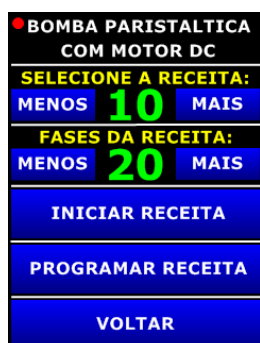 BOMBA PARISTALTICA
COM MOTOR DC
SELECIONE A RECEITA:
MENOS 10 MAIS
FASES DA RECEITA:
MENOS 20 MAIS
INICIAR RECEITA
PROGRAMAR RECEITA
VOLTAR